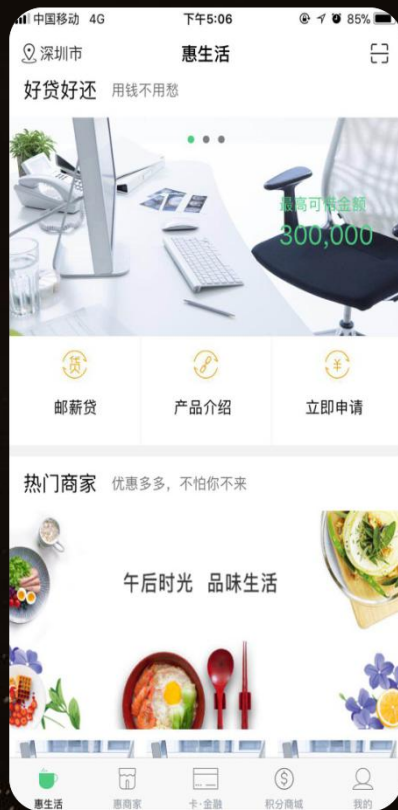 中国移动 4G 下午5:06 85%
深圳市 惠生活
好贷好还 用钱不用愁
最高可借金额
300,000
贷 ¥
邮薪贷 产品介绍 立即申请
热门商家 优惠多多，不怕你不来
午后时光 品味生活
$
惠生活 惠商家 卡·金融 积分商城 我的